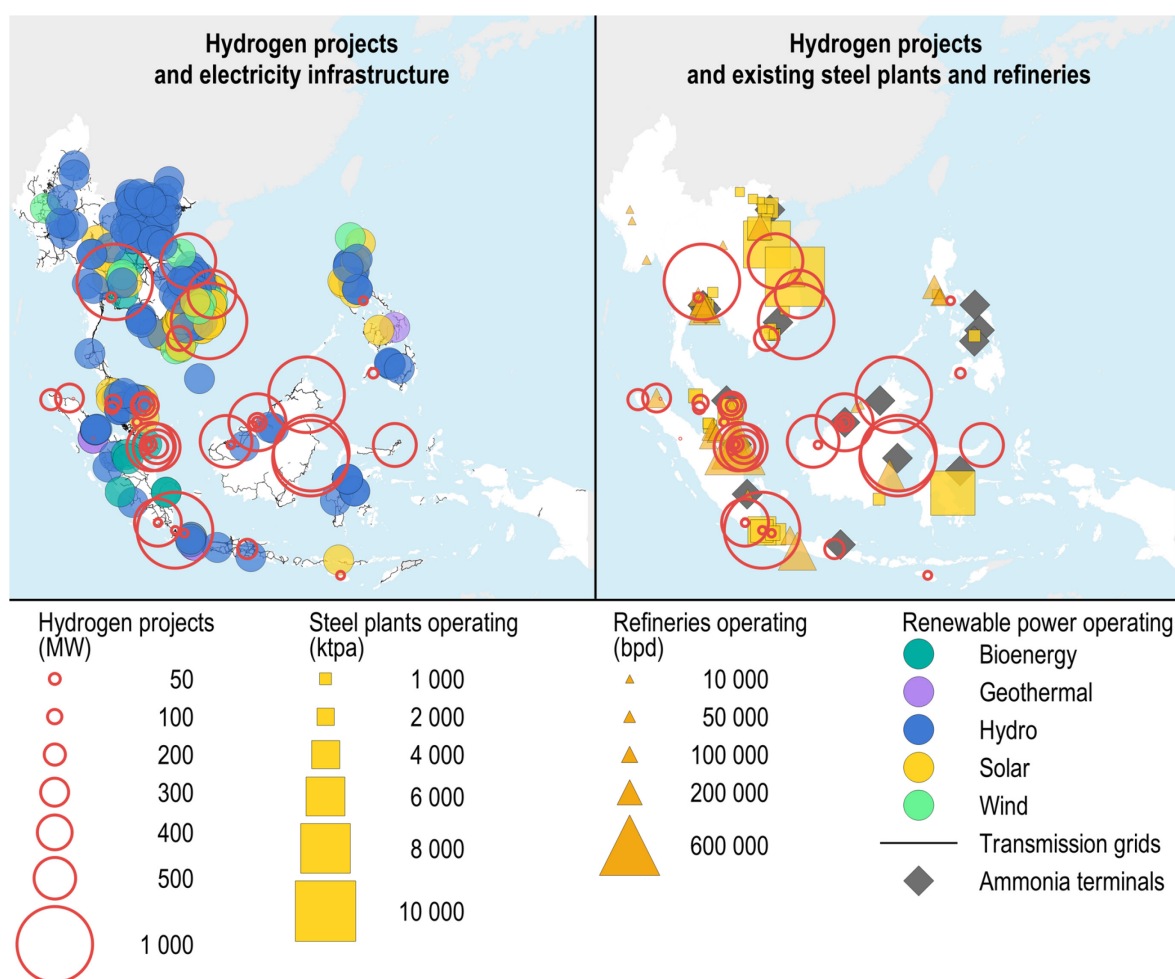 Hydrogen projects
and electricity infrastructure
Hydrogen projects
and existing steel plants and refineries
Hydrogen projects
(MW)
50
100
200
300
400
500
1 000
Steel plants operating
(ktpa)
1 000
2 000
4 000
6 000
8 000
10 000
Refineries operating
(bpd)
10 000
50 000
100 000
200 000
600 000
Renewable power operating
Bioenergy
Geothermal
Hydro
Solar
Wind
Transmission grids
Ammonia terminals